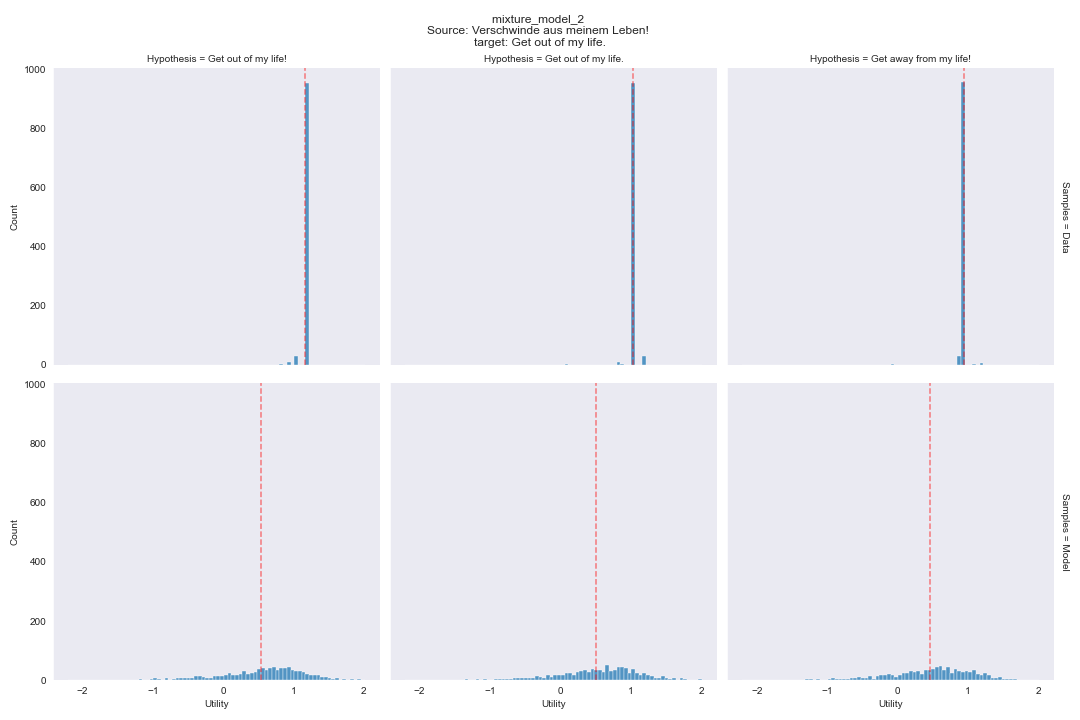 mixture_model_2
Source: Verschwinde aus meinem Leben!
target: Get out of my life.
Hypothesis = Get out of my life!
Hypothesis = Get out of my life.
Hypothesis = Get away from my life!
1000
800
600
400
200
0
Count
Samples = Data
1000
800
600
400
200
0
Count
Samples = Model
−2 −1 0 1 2
−2 −1 0 1 2
−2 −1 0 1 2
Utility
Utility
Utility